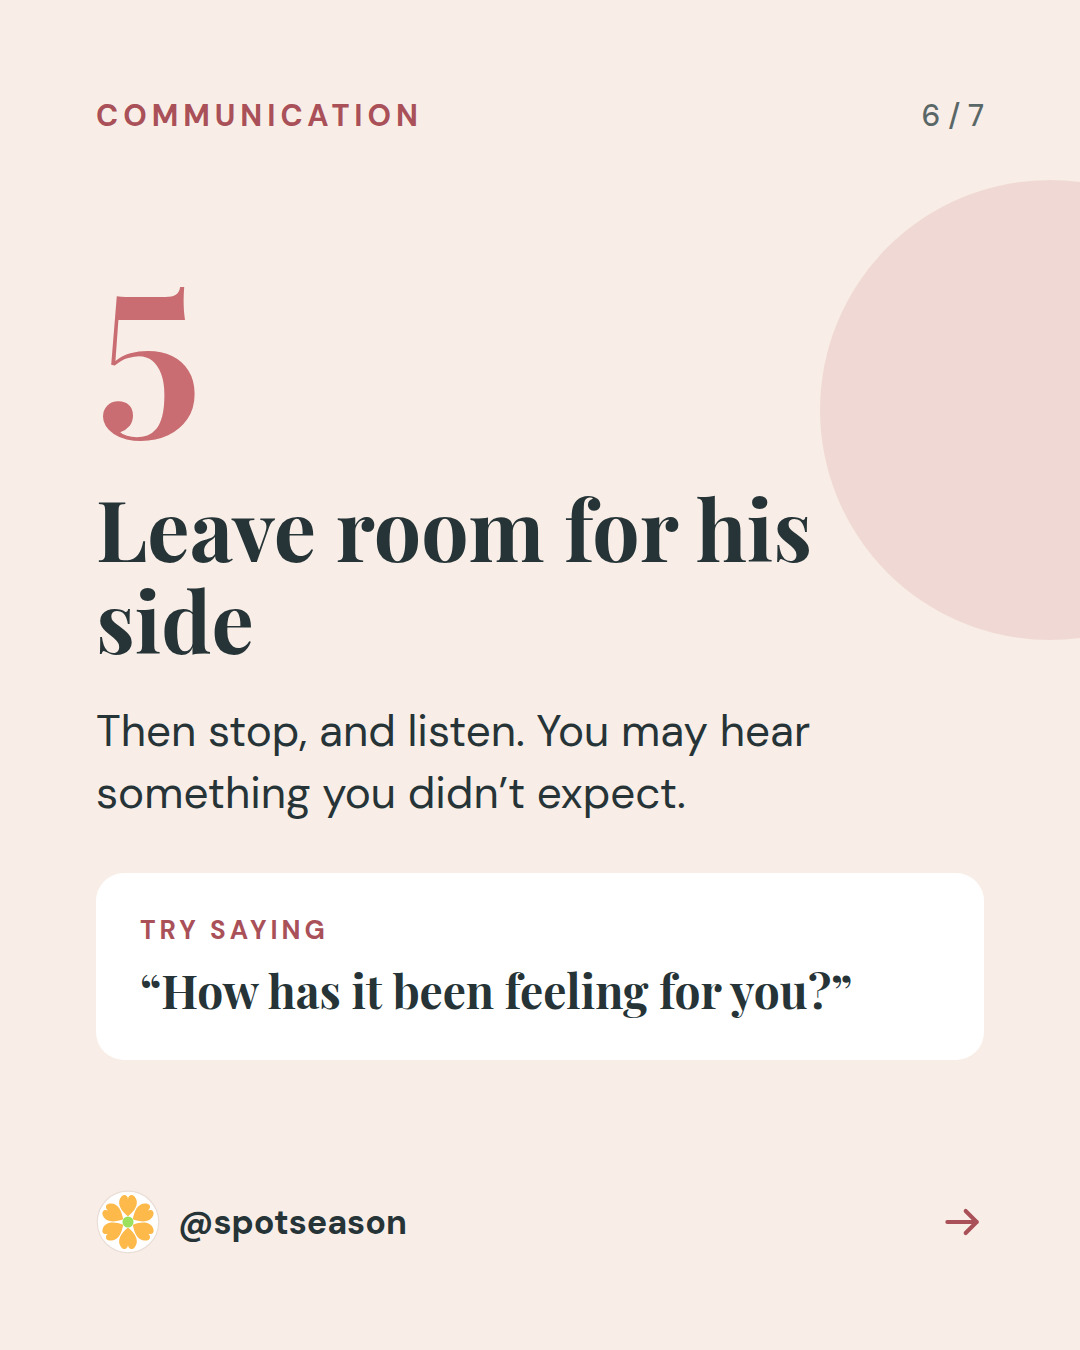 COMMUNICATION
6 / 7
5
Leave room for his
side
Then stop, and listen. You may hear
something you didn’t expect.
TRY SAYING
“How has it been feeling for you?”
@spotseason